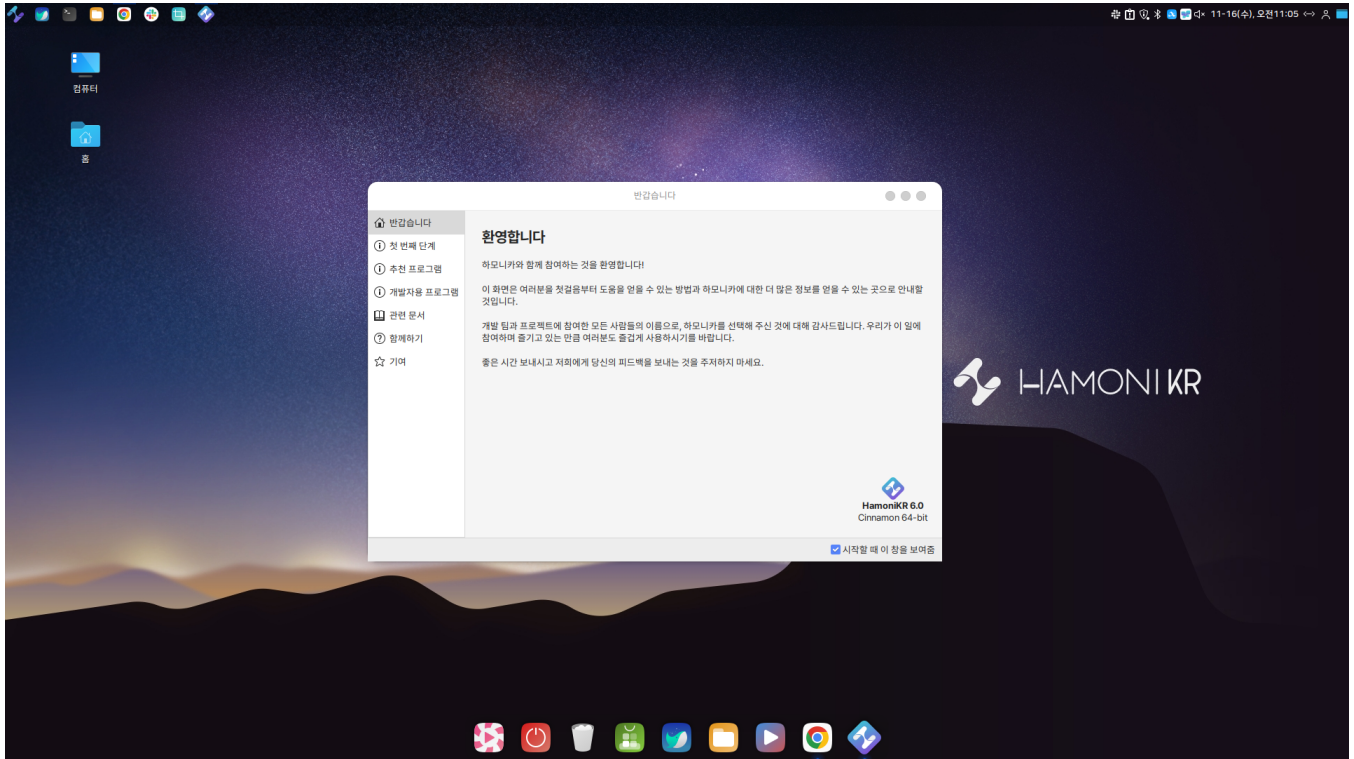 11-16(수), 오전11:05
컴퓨터
홈
반갑습니다
반갑습니다
첫 번째 단계
추천 프로그램
개발자용 프로그램
관련 문서
함께하기
기여
환영합니다
하모니카와 함께 참여하는 것을 환영합니다!
이 화면은 여러분을 첫걸음부터 도움을 얻을 수 있는 방법과 하모니카에 대한 더 많은 정보를 얻을 수 있는 곳으로 안내할
것입니다.
개발 팀과 프로젝트에 참여한 모든 사람들의 이름으로, 하모니카를 선택해 주신 것에 대해 감사드립니다. 우리가 이 일에
참여하며 즐기고 있는 만큼 여러분도 즐겁게 사용하시기를 바랍니다.
좋은 시간 보내시고 저희에게 당신의 피드백을 보내는 것을 주저하지 마세요.
HamoniKR 6.0
Cinnamon 64-bit
시작할 때 이 창을 보여줌
HAMONIKR